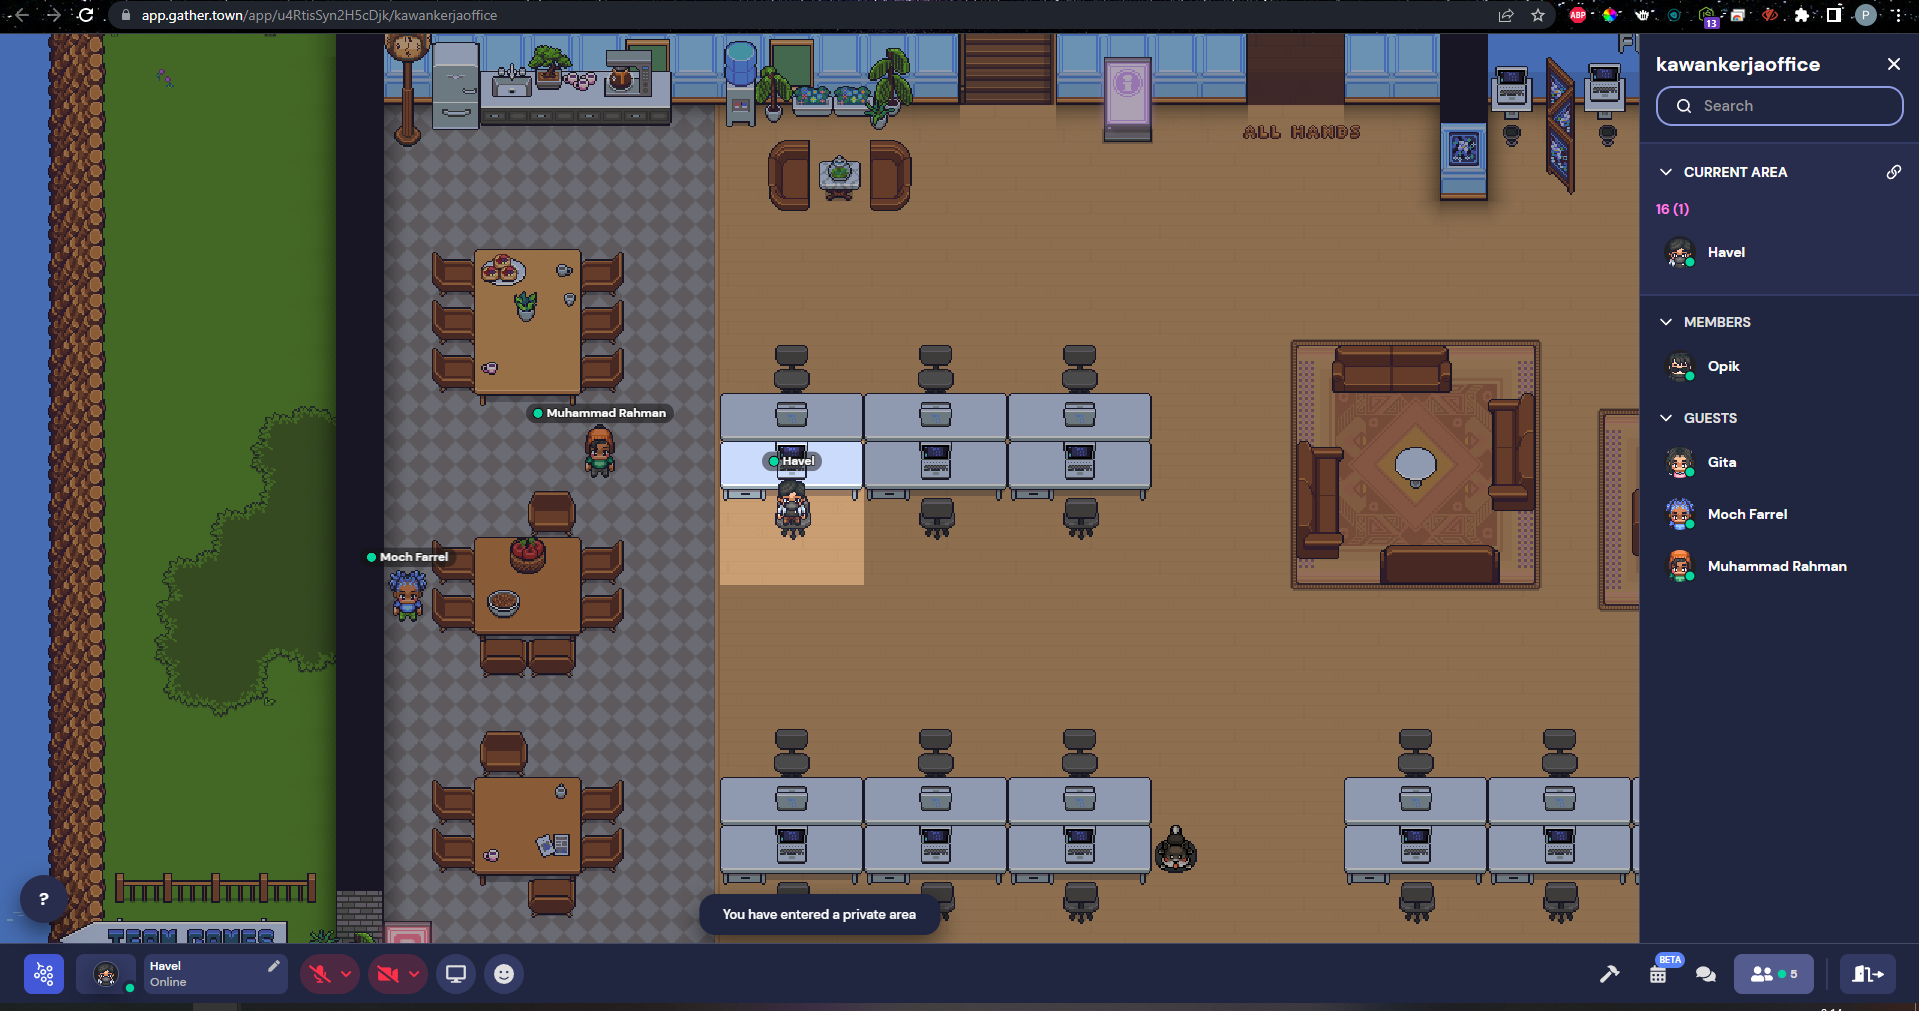 app.gather.town/app/u4RtisSyn2H5cDjk/kawankerjaoffice
ABP
13
P
kawankerjaoffice
Search
CURRENT AREA
16 (1)
Havel
MEMBERS
Opik
GUESTS
Gita
Moch Farrel
Muhammad Rahman
ALL HANDS
Muhammad Rahman
Havel
Moch Farrel
?
TEAM GAMES
You have entered a private area
Havel
Online
BETA
5